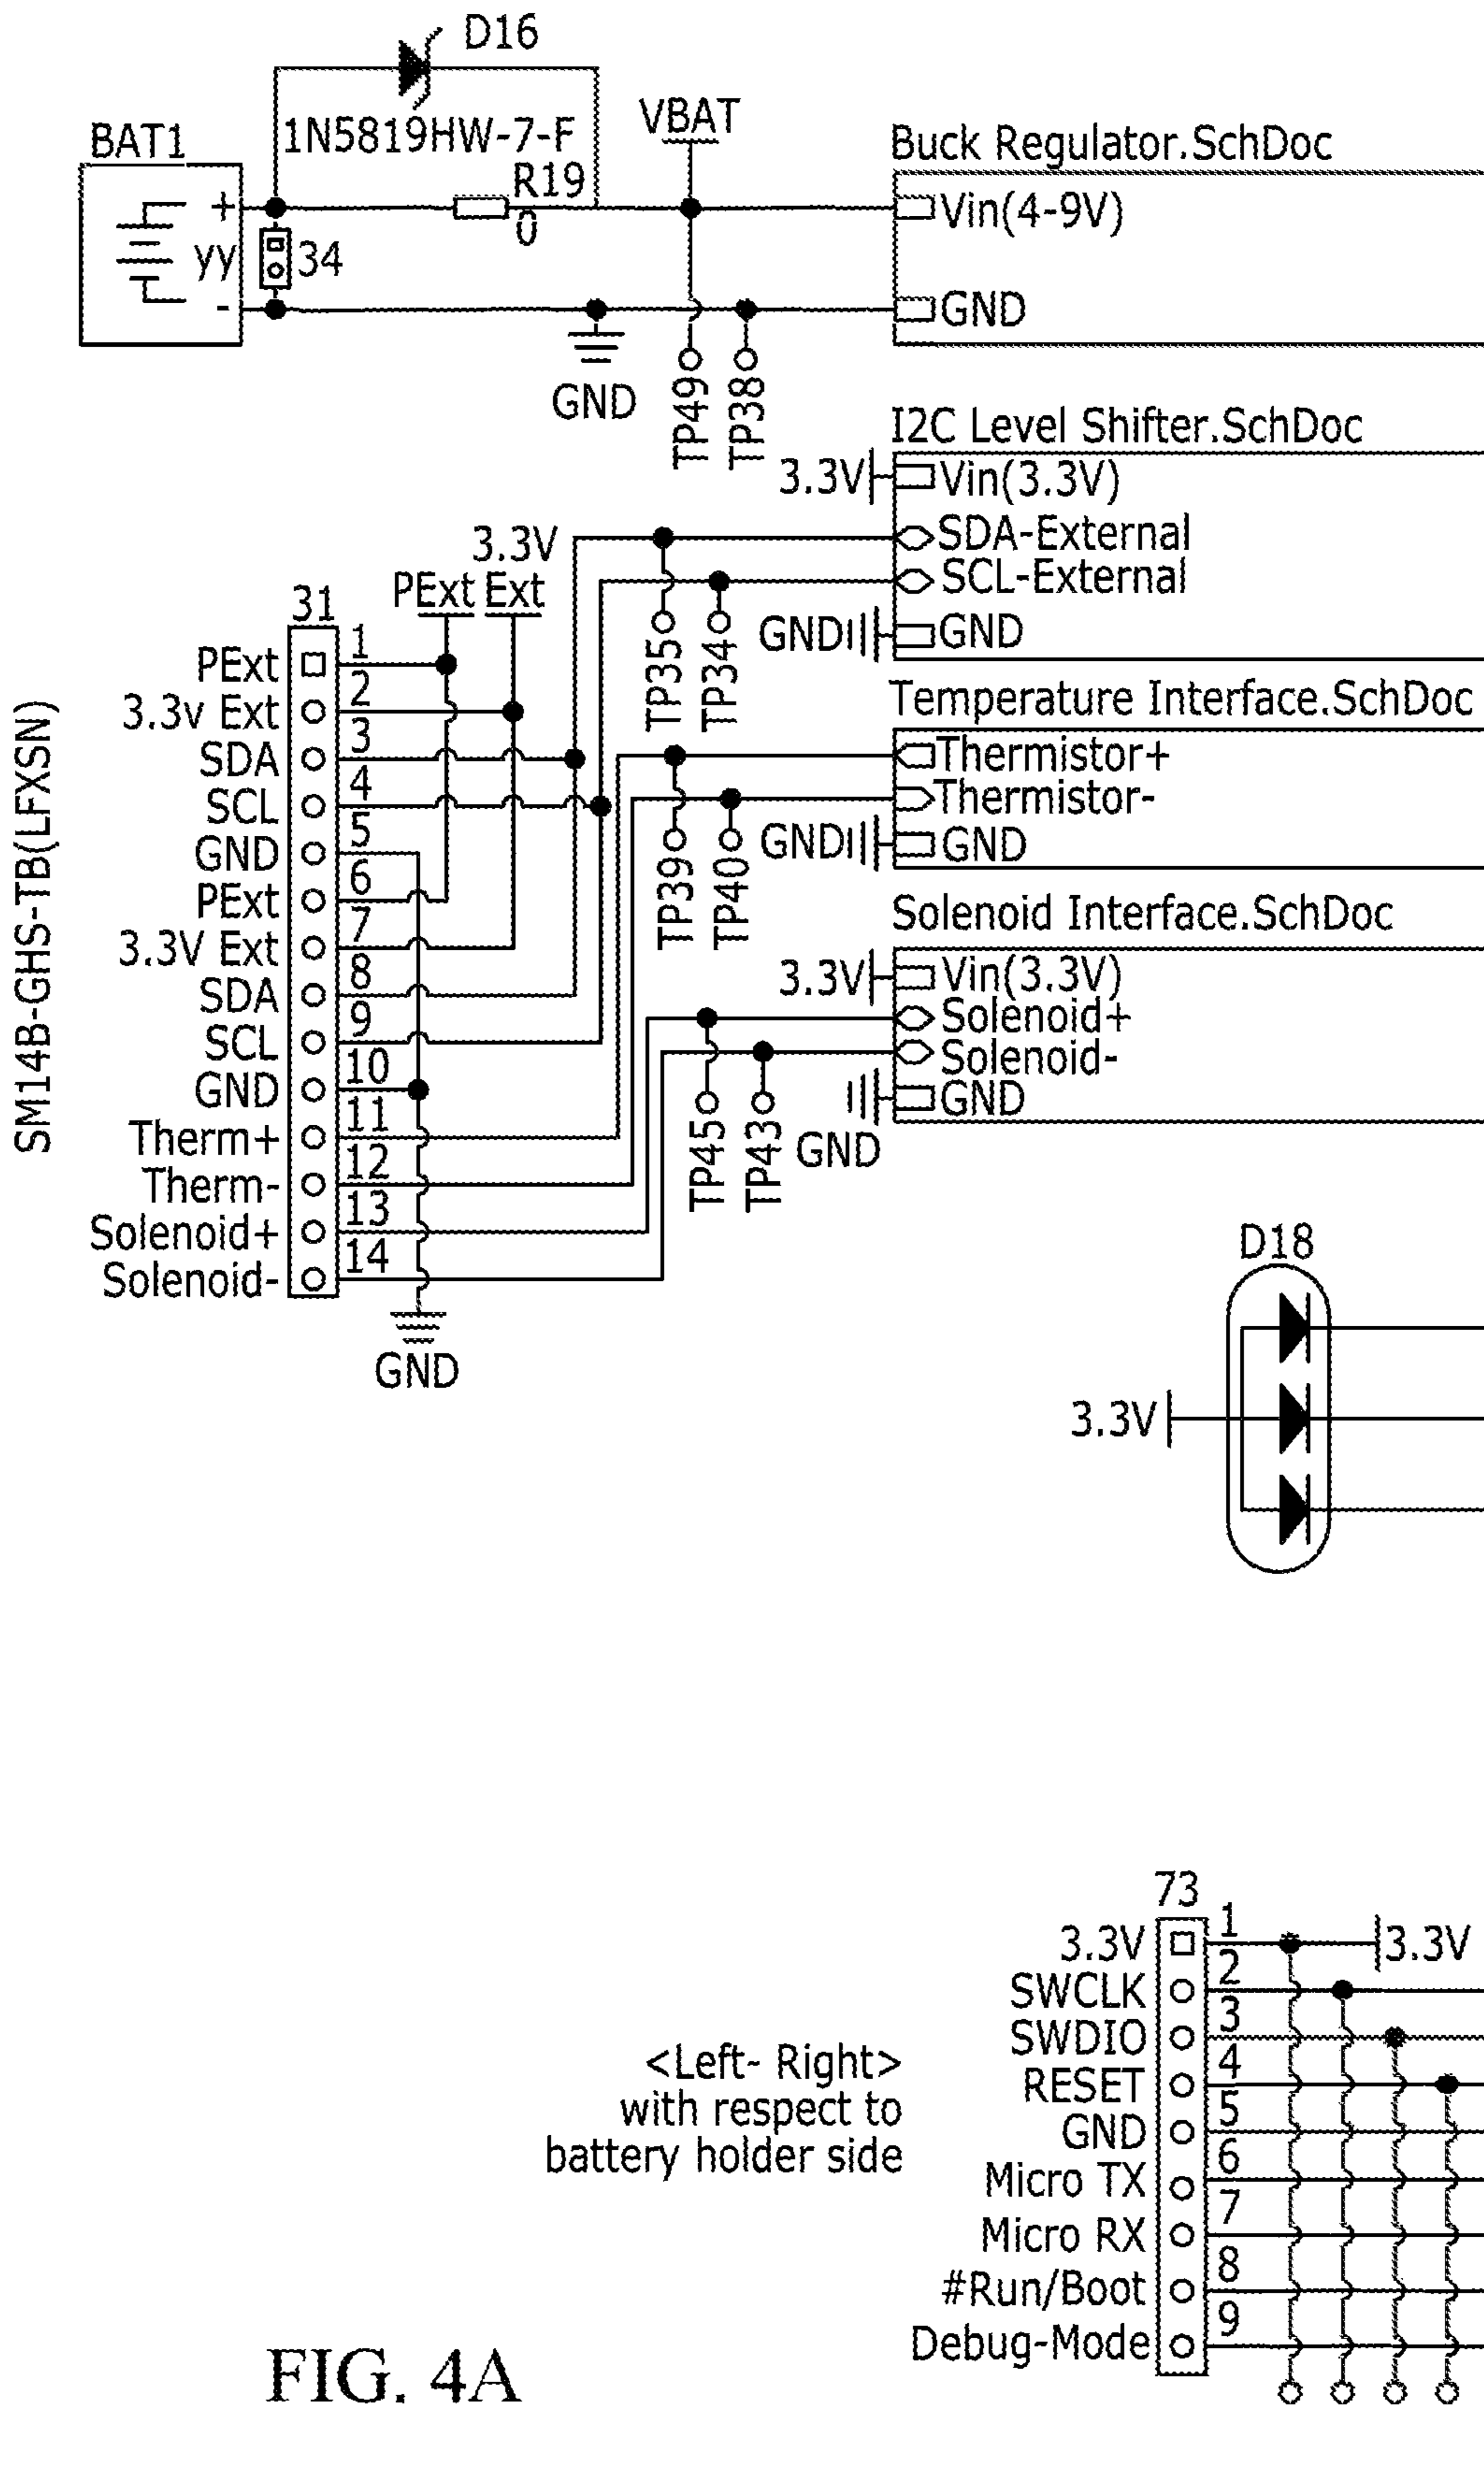 D16
1N5819HW-7-F
BAT1
+
yy
-
34
R19
0
VBAT
GND
TP49
TP38
Buck Regulator.SchDoc
Vin(4-9V)
GND
I2C Level Shifter.SchDoc
3.3V
Vin(3.3V)
SDA-External
SCL-External
GND
GND
TP35
TP34
Temperature Interface.SchDoc
Thermistor+
Thermistor-
GND
GND
TP39
TP40
Solenoid Interface.SchDoc
3.3V
Vin(3.3V)
Solenoid+
Solenoid-
GND
GND
TP45
TP43
SM14B-GHS-TB(LFXSN)
31
PExt
3.3V
Ext
PExt 1
3.3v Ext 2
SDA 3
SCL 4
GND 5
PExt 6
3.3V Ext 7
SDA 8
SCL 9
GND 10
Therm+ 11
Therm- 12
Solenoid+ 13
Solenoid- 14
GND
D18
3.3V
<Left- Right>
with respect to
battery holder side
73
3.3V 1 3.3V
SWCLK 2
SWDIO 3
RESET 4
GND 5
Micro TX 6
Micro RX 7
#Run/Boot 8
Debug-Mode 9
FIG. 4A